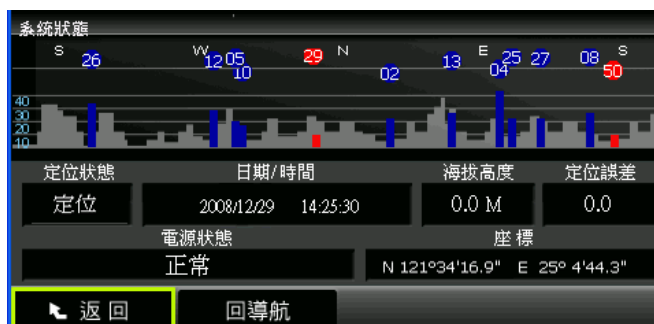 系統狀態
S W N E S
26 12 05 29 13 25 27 08
10 02 04 50
40
30
20
10
定位狀態 日期/時間 海拔高度 定位誤差
定位 2008/12/29 14:25:30 0.0 M 0.0
電源狀態 座標
正常 N 121º34'16.9" E 25º 4'44.3"
返回 回導航